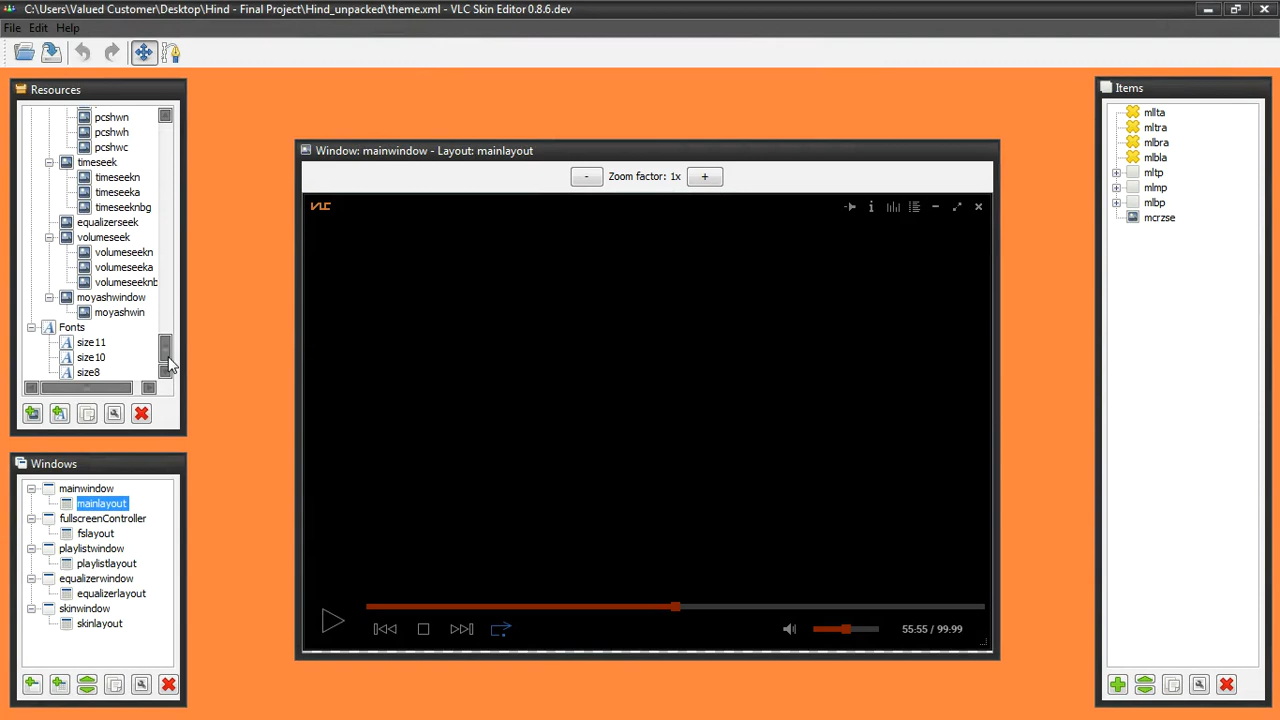 C:\Users\Valued Customer\Desktop\Hind - Final Project\Hind_unpacked\theme.xml - VLC Skin Editor 0.8.6.dev
File Edit Help
Resources
pcshwn
pcshwh
pcshwc
timeseek
timeseekn
timeseeka
timeseeknbg
equalizerseek
volumeseek
volumeseekn
volumeseeka
volumeseeknb
moyashwindow
moyashwin
Fonts
size11
size10
size8
Windows
mainwindow
mainlayout
fullscreenController
fslayout
playlistwindow
playlistlayout
equalizerwindow
equalizerlayout
skinwindow
skinlayout
Window: mainwindow - Layout: mainlayout
- Zoom factor: 1x +
VLC
55:55 / 99:99
Items
mllta
mltra
mlbra
mlbla
mltp
mlmp
mlbp
mcrzse